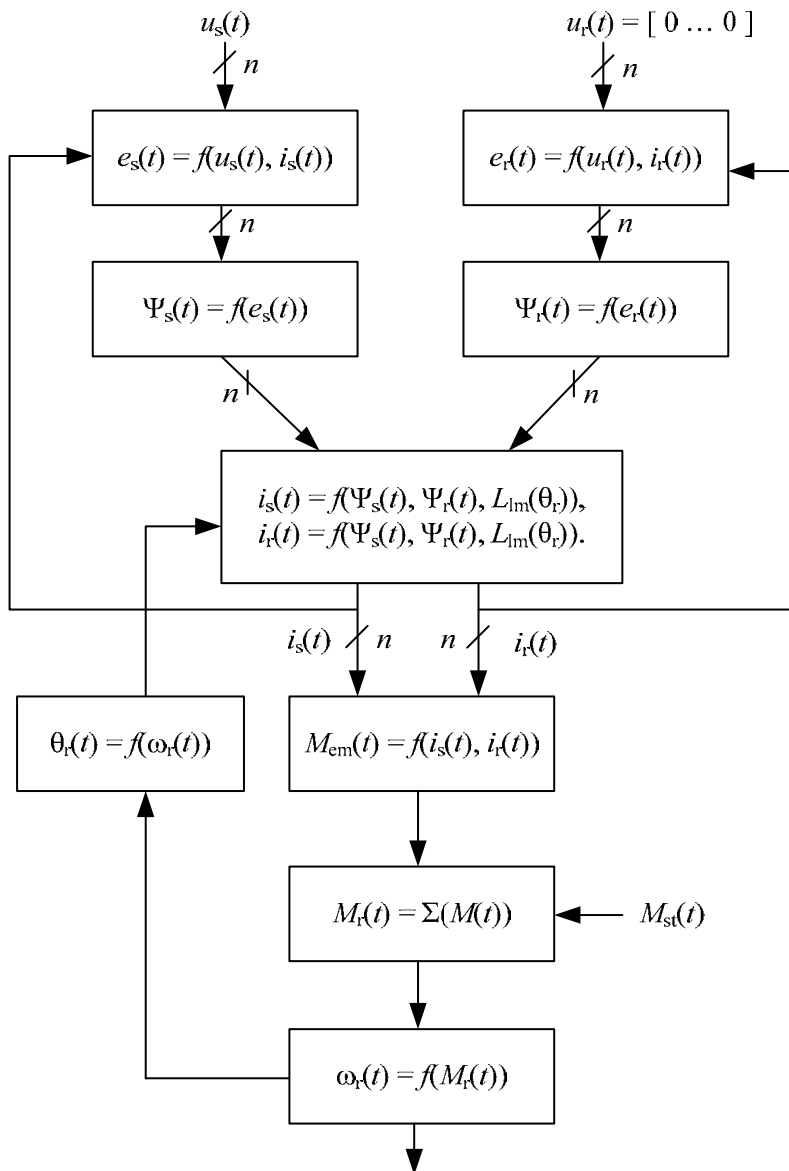 uₛ(t)
uᵣ(t) = [ 0 … 0 ]
n
n
eₛ(t) = f(uₛ(t), iₛ(t))
eᵣ(t) = f(uᵣ(t), iᵣ(t))
n
n
Ψₛ(t) = f(eₛ(t))
Ψᵣ(t) = f(eᵣ(t))
n
n
iₛ(t) = f(Ψₛ(t), Ψᵣ(t), Lₗₘ(θᵣ)),
iᵣ(t) = f(Ψₛ(t), Ψᵣ(t), Lₗₘ(θᵣ)).
iₛ(t) n
n iᵣ(t)
θᵣ(t) = f(ωᵣ(t))
Mₑₘ(t) = f(iₛ(t), iᵣ(t))
Mᵣ(t) = Σ(M(t))
Mₛₜ(t)
ωᵣ(t) = f(Mᵣ(t))